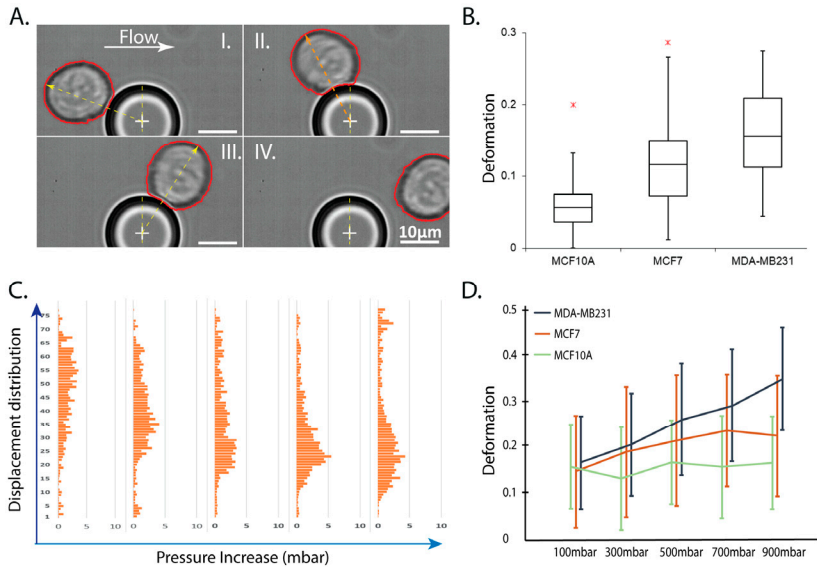 A.
Flow
I.
II.
III.
IV.
10μm
B.
Deformation
0.3
0.2
0.1
0
MCF10A
MCF7
MDA-MB231
C.
Displacement distribution
75
65
60
55
50
45
40
35
30
25
20
15
10
5
1
0 5 10
0 5 10
0 5 10
0 5 10
0 5 10
Pressure Increase (mbar)
D.
Deformation
0.5
0.4
0.3
0.2
0.1
0
MDA-MB231
MCF7
MCF10A
100mbar 300mbar 500mbar 700mbar 900mbar